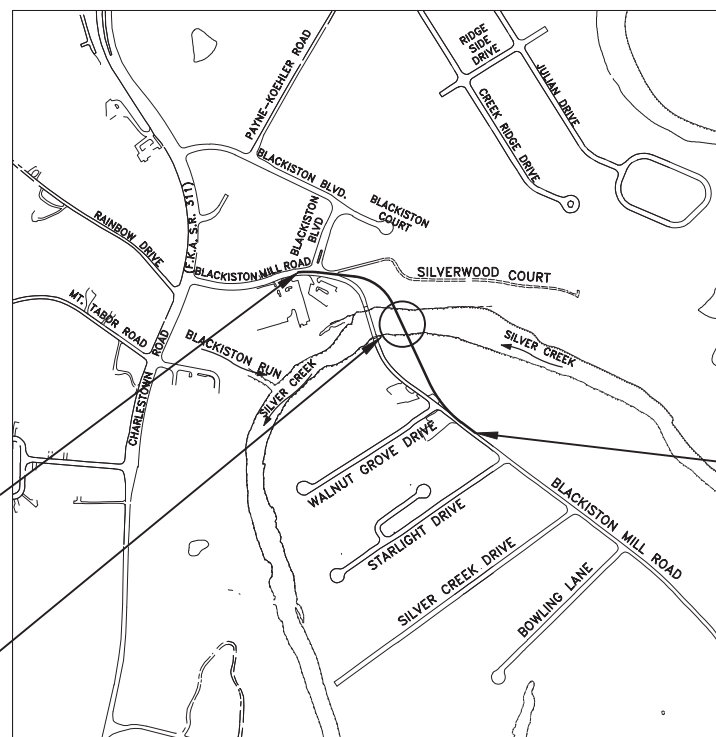 RIDGE
SIDE
DRIVE
JULIAN DRIVE
CREEK RIDGE DRIVE
PAYNE-KOEHLER ROAD
BLACKISTON BLVD.
BLACKISTON
COURT
BLACKISTON
BLVD
(F.K.A. S.R. 311)
RAINBOW DRIVE
BLACKISTON MILL ROAD
SILVERWOOD COURT
MT. TABOR ROAD
BLACKISTON RUN
SILVER CREEK
SILVER CREEK
CHARLESTOWN ROAD
WALNUT GROVE DRIVE
STARLIGHT DRIVE
BLACKISTON MILL ROAD
SILVER CREEK DRIVE
BOWLING LANE